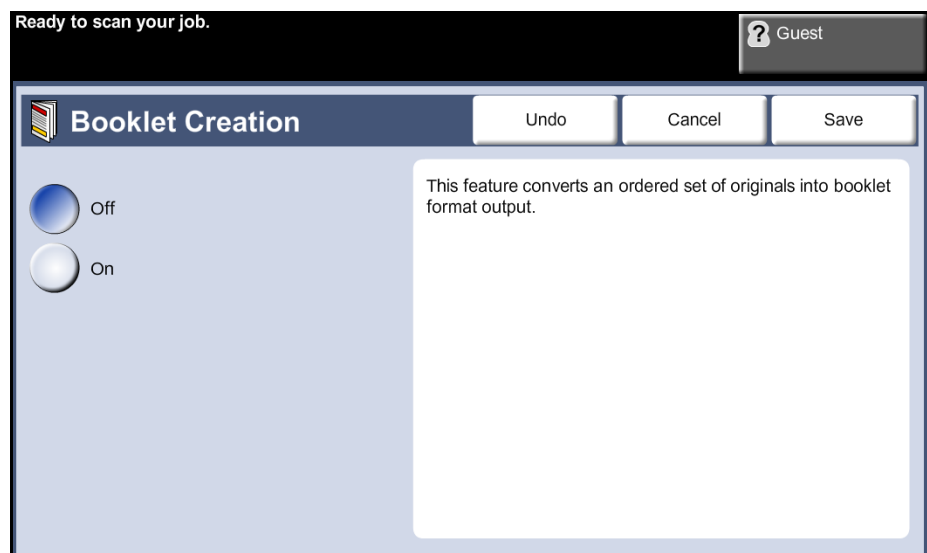 Ready to scan your job.
? Guest
Booklet Creation
Undo
Cancel
Save
Off
On
This feature converts an ordered set of originals into booklet
format output.